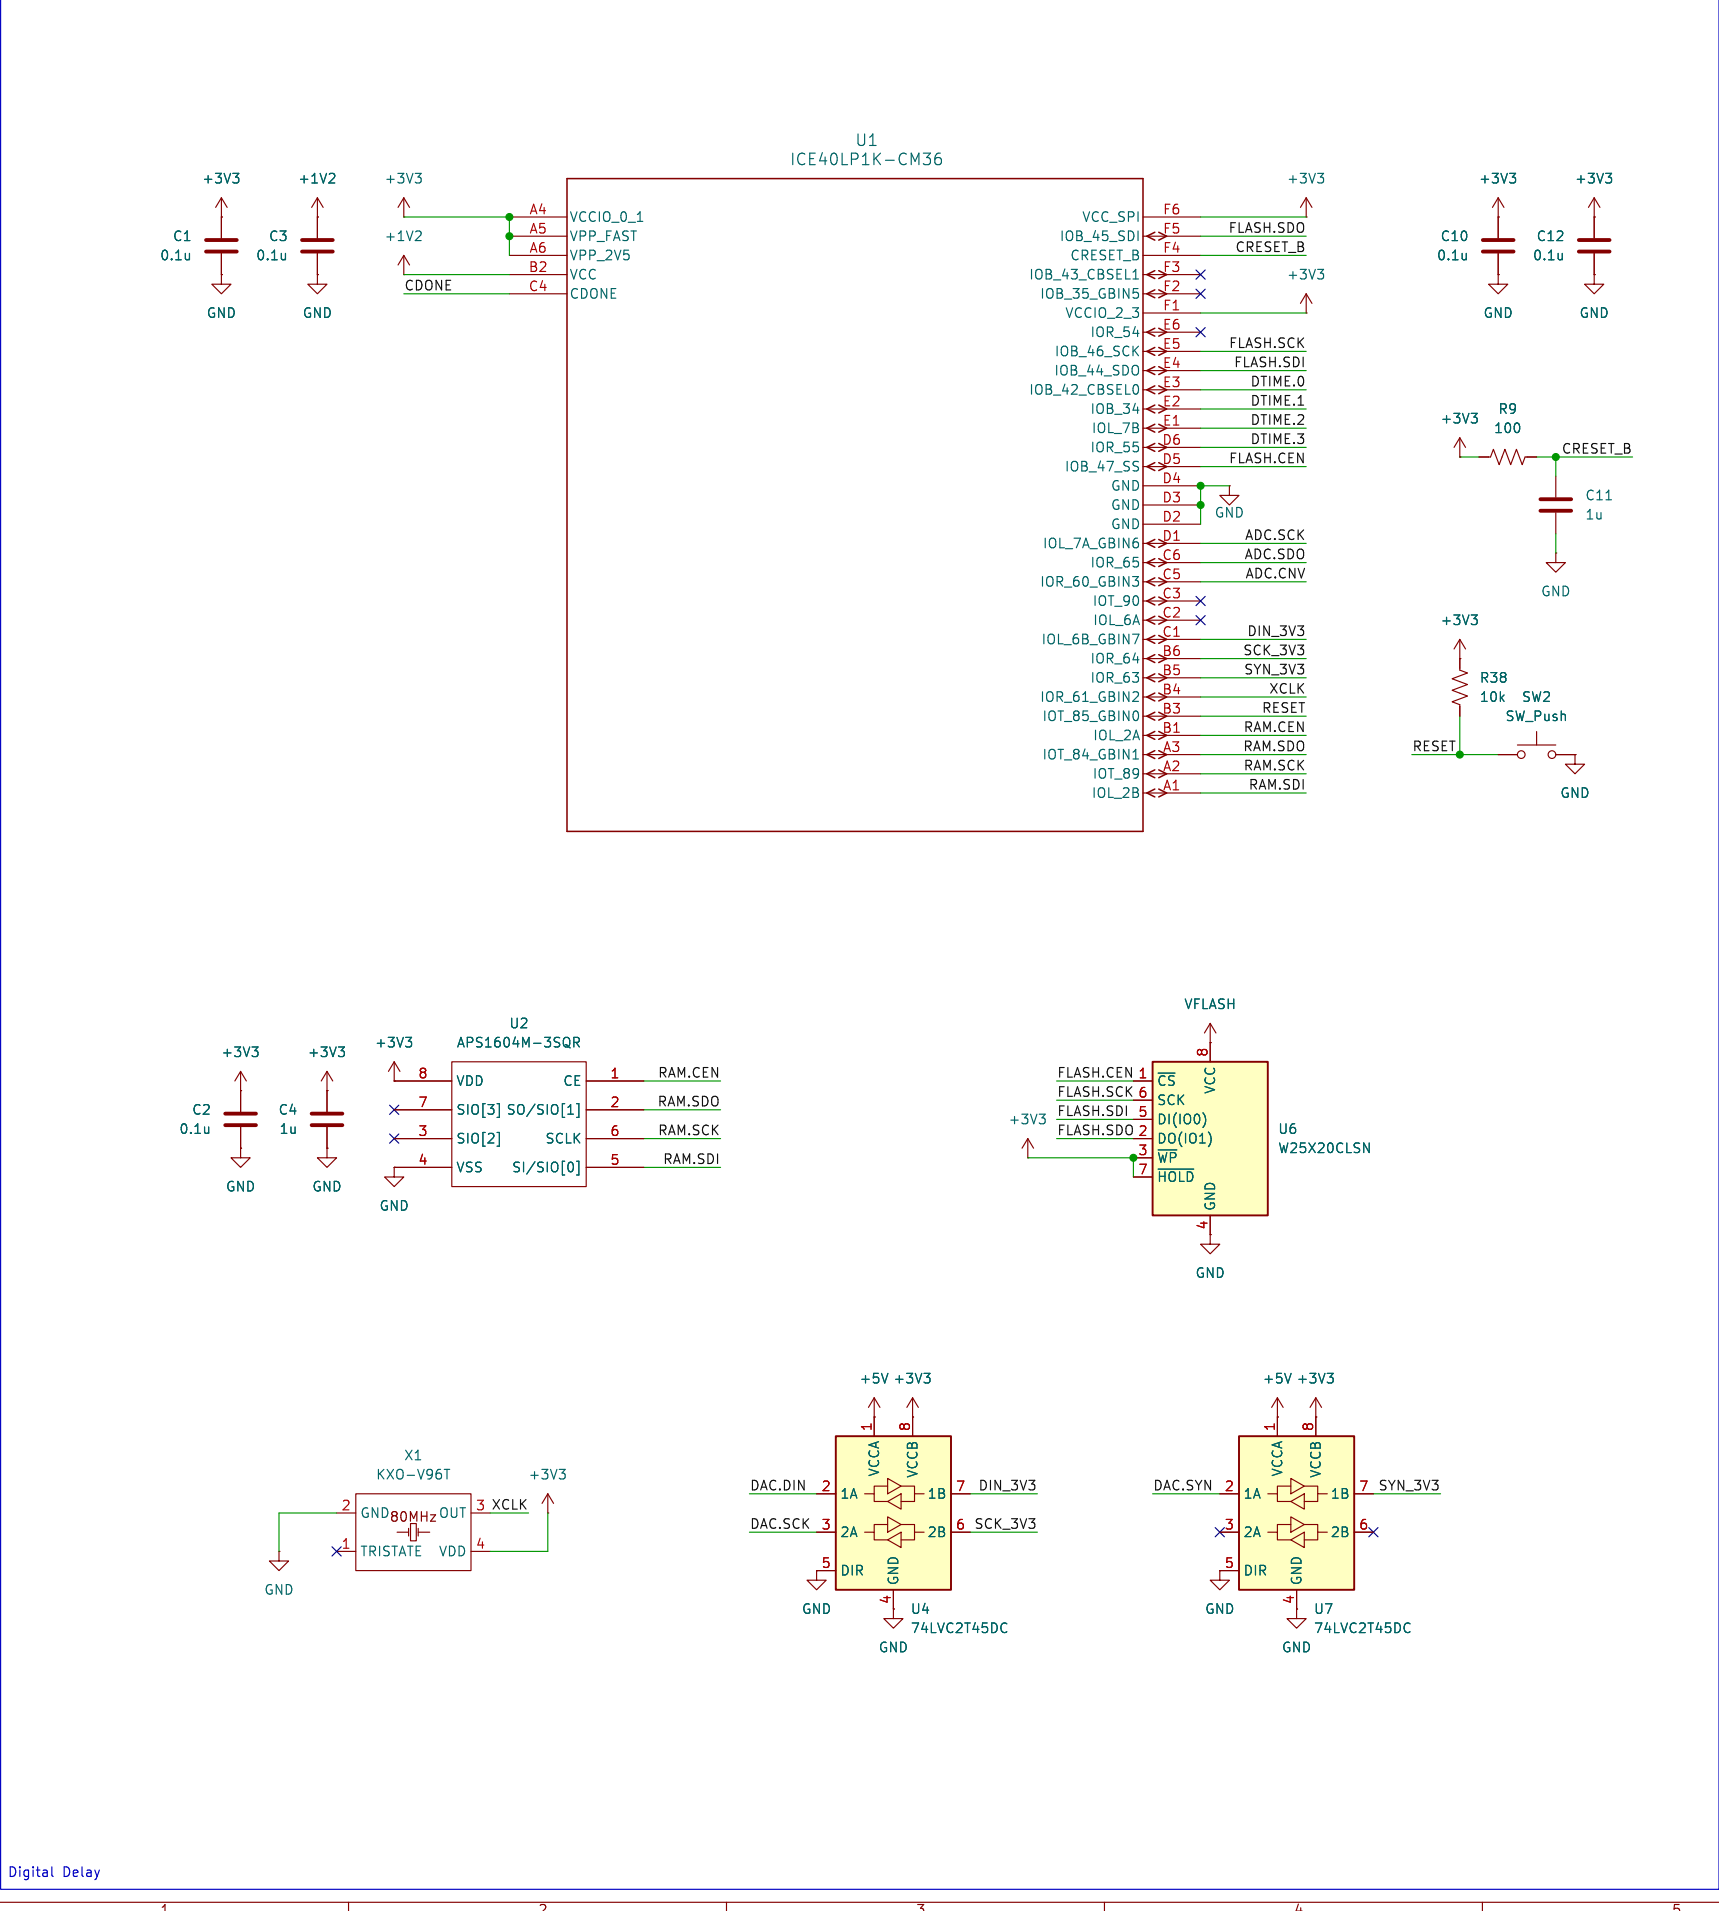 U1
ICE40LP1K-CM36
+3V3
+1V2
+3V3
+1V2
C1
0.1u
C3
0.1u
GND
GND
CDONE
A4 VCCIO_0_1
A5 VPP_FAST
A6 VPP_2V5
B2 VCC
C4 CDONE
VCC_SPI F6 +3V3
IOB_45_SDI F5 FLASH.SDO
CRESET_B F4 CRESET_B
IOB_43_CBSEL1 F3
IOB_35_GBIN5 F2
VCCIO_2_3 F1 +3V3
IOR_54 E6
IOB_46_SCK E5 FLASH.SCK
IOB_44_SDO E4 FLASH.SDI
IOB_42_CBSEL0 E3 DTIME.0
IOB_34 E2 DTIME.1
IOL_7B E1 DTIME.2
IOR_55 D6 DTIME.3
IOB_47_SS D5 FLASH.CEN
GND D4
GND D3 GND
GND D2
IOL_7A_GBIN6 D1 ADC.SCK
IOR_65 C6 ADC.SDO
IOR_60_GBIN3 C5 ADC.CNV
IOT_90 C3
IOL_6A C2
IOL_6B_GBIN7 C1 DIN_3V3
IOR_64 B6 SCK_3V3
IOR_63 B5 SYN_3V3
IOR_61_GBIN2 B4 XCLK
IOT_85_GBIN0 B3 RESET
IOL_2A B1 RAM.CEN
IOT_84_GBIN1 A3 RAM.SDO
IOT_89 A2 RAM.SCK
IOL_2B A1 RAM.SDI
+3V3
+3V3
C10
0.1u
C12
0.1u
GND
GND
R9
100
+3V3
CRESET_B
C11
1u
GND
+3V3
R38
10k
SW2
SW_Push
RESET
GND
+3V3
+3V3
C2
0.1u
C4
1u
GND
GND
U2
APS1604M-3SQR
+3V3
8 VDD CE 1 RAM.CEN
7 SIO[3] SO/SIO[1] 2 RAM.SDO
3 SIO[2] SCLK 6 RAM.SCK
4 VSS SI/SIO[0] 5 RAM.SDI
GND
VFLASH
8
VCC
FLASH.CEN 1 CS
FLASH.SCK 6 SCK
FLASH.SDI 5 DI(IO0)
FLASH.SDO 2 DO(IO1)
+3V3
3 WP
7 HOLD
GND
4
GND
U6
W25X20CLSN
X1
KXO-V96T
+3V3
2 GND 80MHz OUT 3 XCLK
1 TRISTATE VDD 4
GND
+5V +3V3
1 8
VCCA VCCB
DAC.DIN 2 1A 1B 7 DIN_3V3
DAC.SCK 3 2A 2B 6 SCK_3V3
5 DIR
GND
4
GND
GND
U4
74LVC2T45DC
+5V +3V3
1 8
VCCA VCCB
DAC.SYN 2 1A 1B 7 SYN_3V3
3 2A 2B 6
5 DIR
GND
4
GND
GND
U7
74LVC2T45DC
Digital Delay
1 2 3 4 5